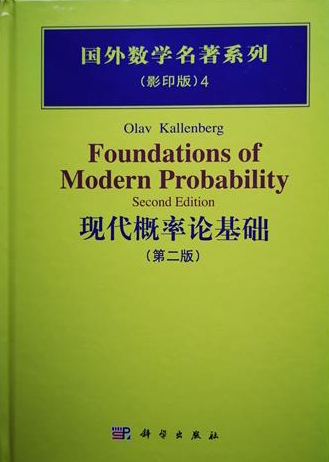 国外数学名著系列
(影印版)4
Olav Kallenberg
Foundations of
Modern Probability
Second Edition
现代概率论基础
(第二版)
SP 科学出版社